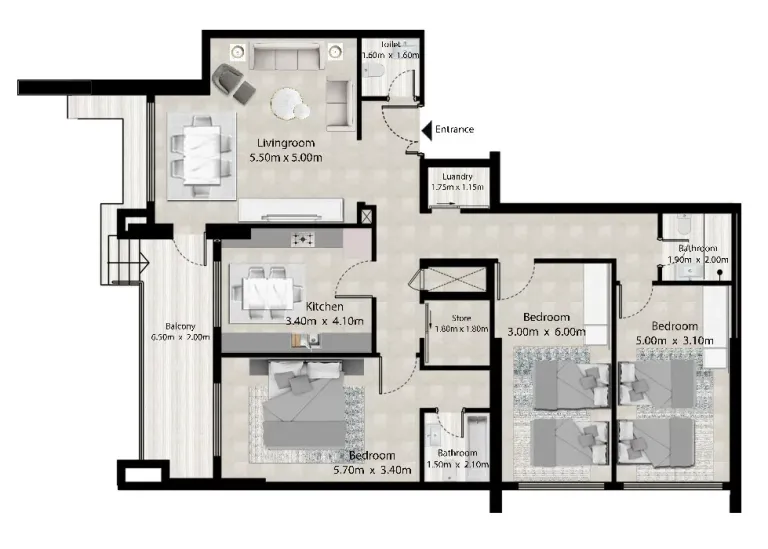 Toilet
1.60m x 1.60m
Entrance
Livingroom
5.50m x 5.00m
Luandry
1.75m x 1.15m
Bathroom
1.90m x 2.00m
Kitchen
3.40m x 4.10m
Balcony
6.50m x 2.00m
Store
1.80m x 1.80m
Bedroom
3.00m x 6.00m
Bedroom
5.00m x 3.10m
Bedroom
5.70m x 3.40m
Bathroom
1.50m x 2.10m